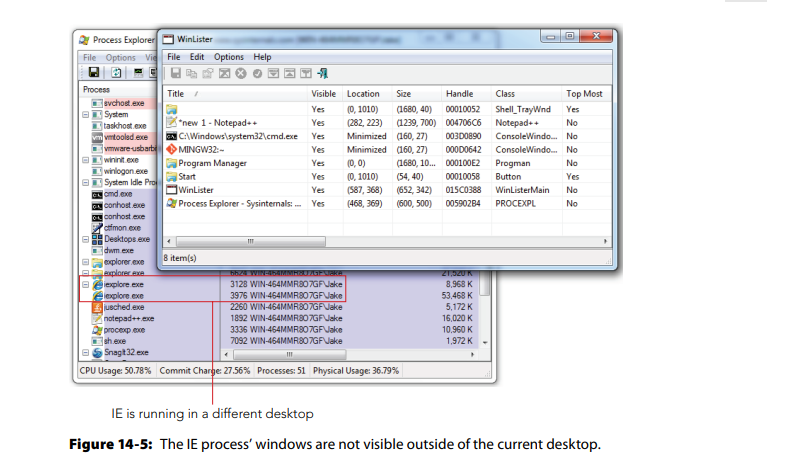 Process Explorer
WinLister
File Options Vie
File Edit Options Help
Process
svchost.exe
System
taskhost.exe
vmtoolsd.exe
vmware-usbarbi
wininit.exe
winlogon.exe
System Idle Pro
cmd.exe
conhost.exe
conhost.exe
ctfmon.exe
Desktops.exe
dwm.exe
explorer.exe
Title / Visible Location Size Handle Class Top Most
Yes (0, 1010) (1680, 40) 00010052 Shell_TrayWnd Yes
*new 1 - Notepad++ Yes (282, 223) (1239, 700) 004706C6 Notepad++ No
C:\Windows\system32\cmd.exe Yes Minimized (160, 27) 003D0890 ConsoleWindo... No
MINGW32:~ Yes Minimized (160, 27) 000D0642 ConsoleWindo... No
Program Manager Yes (0, 0) (1680, 10... 000100E2 Progman No
Start Yes (0, 1010) (54, 40) 00010058 Button Yes
WinLister Yes (587, 368) (652, 342) 015C0388 WinListerMain No
Process Explorer - Sysinternals: ... Yes (468, 369) (600, 500) 005902B4 PROCEXPL No
8 item(s)
explorer.exe 6624 WIN-464MMR8O7GF\Jake 21,520 K
iexplore.exe 3128 WIN-464MMR8O7GF\Jake 8,968 K
iexplore.exe 3976 WIN-464MMR8O7GF\Jake 53,468 K
jusched.exe 2260 WIN-464MMR8O7GF\Jake 5,172 K
notepad++.exe 1892 WIN-464MMR8O7GF\Jake 16,020 K
procexp.exe 3336 WIN-464MMR8O7GF\Jake 10,960 K
sh.exe 7092 WIN-464MMR8O7GF\Jake 1,972 K
SnagIt32.exe
CPU Usage: 50.78% Commit Charge: 27.56% Processes: 51 Physical Usage: 36.79%
IE is running in a different desktop
Figure 14-5: The IE process' windows are not visible outside of the current desktop.